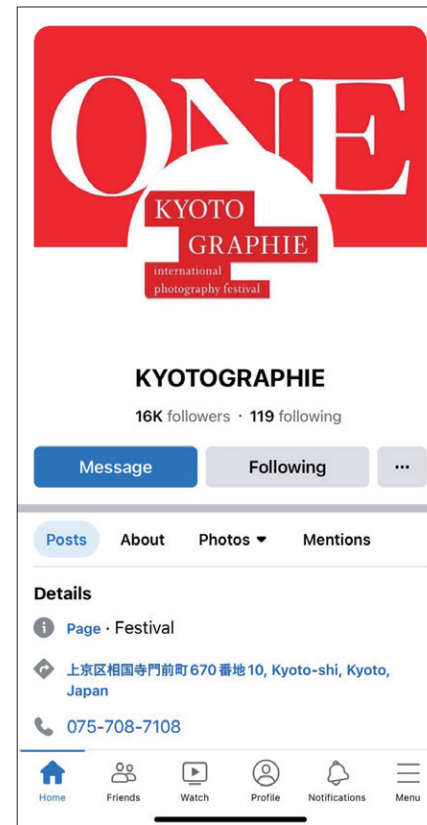 ONE
KYOTO
GRAPHIE
international
photography festival
KYOTOGRAPHIE
16K followers · 119 following
Message Following ...
Posts About Photos Mentions
Details
Page · Festival
上京区相国寺門前町670番地10, Kyoto-shi, Kyoto,
Japan
075-708-7108
Home Friends Watch Profile Notifications Menu